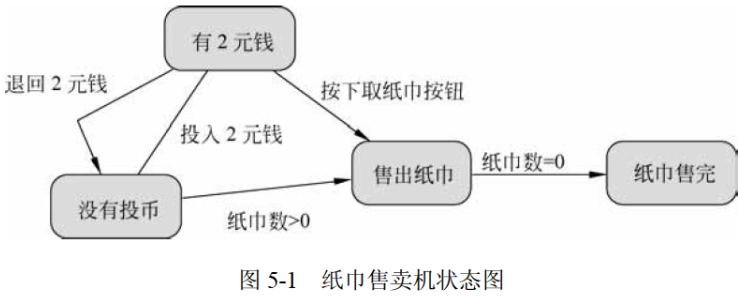 有 2 元钱
退回 2 元钱
按下取纸巾按钮
投入 2 元钱
售出纸巾
纸巾数=0
纸巾售完
没有投币
纸巾数>0
图 5-1 纸巾售卖机状态图